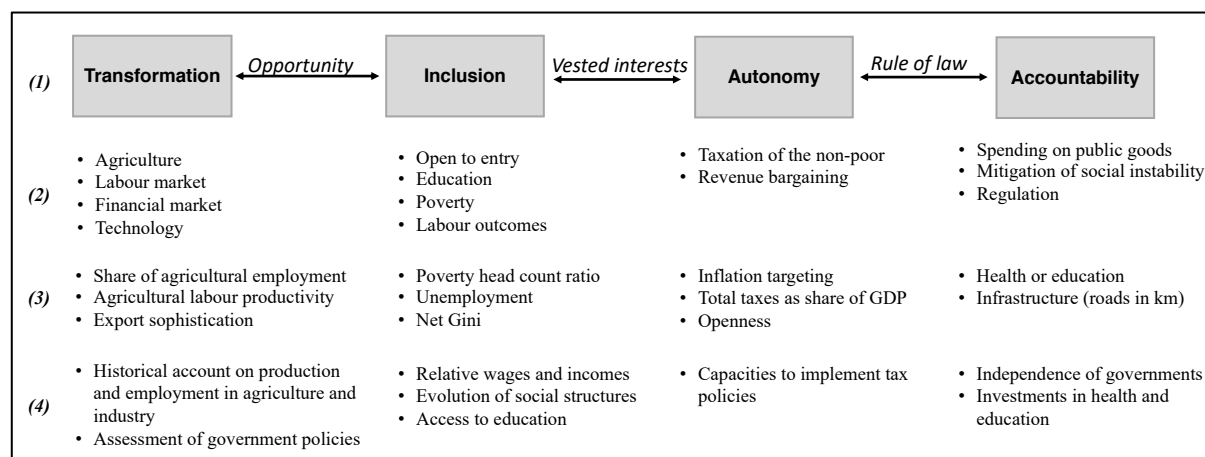 (1)
Transformation
Opportunity
Inclusion
Vested interests
Autonomy
Rule of law
Accountability
(2)
• Agriculture
• Labour market
• Financial market
• Technology
• Open to entry
• Education
• Poverty
• Labour outcomes
• Taxation of the non-poor
• Revenue bargaining
• Spending on public goods
• Mitigation of social instability
• Regulation
(3)
• Share of agricultural employment
• Agricultural labour productivity
• Export sophistication
• Poverty head count ratio
• Unemployment
• Net Gini
• Inflation targeting
• Total taxes as share of GDP
• Openness
• Health or education
• Infrastructure (roads in km)
(4)
• Historical account on production
and employment in agriculture and
industry
• Assessment of government policies
• Relative wages and incomes
• Evolution of social structures
• Access to education
• Capacities to implement tax
policies
• Independence of governments
• Investments in health and
education